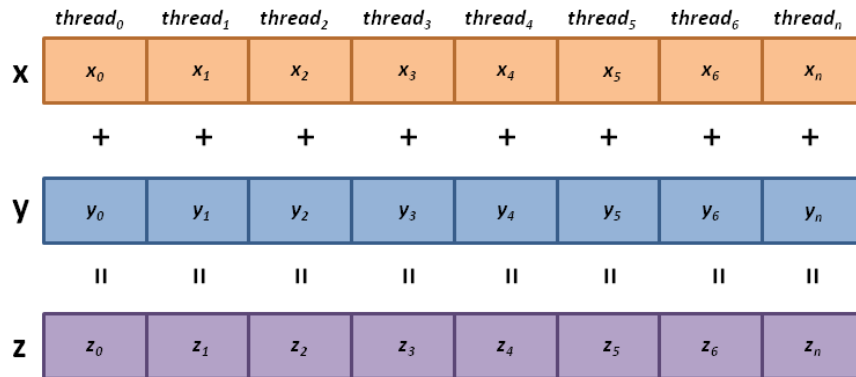 thread₀ thread₁ thread₂ thread₃ thread₄ thread₅ thread₆ threadₙ
x x₀ x₁ x₂ x₃ x₄ x₅ x₆ xₙ
+ + + + + + + +
y y₀ y₁ y₂ y₃ y₄ y₅ y₆ yₙ
= = = = = = = =
z z₀ z₁ z₂ z₃ z₄ z₅ z₆ zₙ